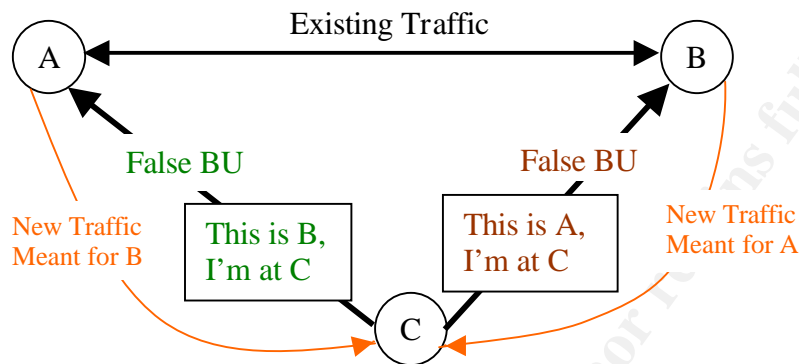 Existing Traffic
A
B
False BU
False BU
This is B,
I'm at C
This is A,
I'm at C
New Traffic
Meant for B
New Traffic
Meant for A
C